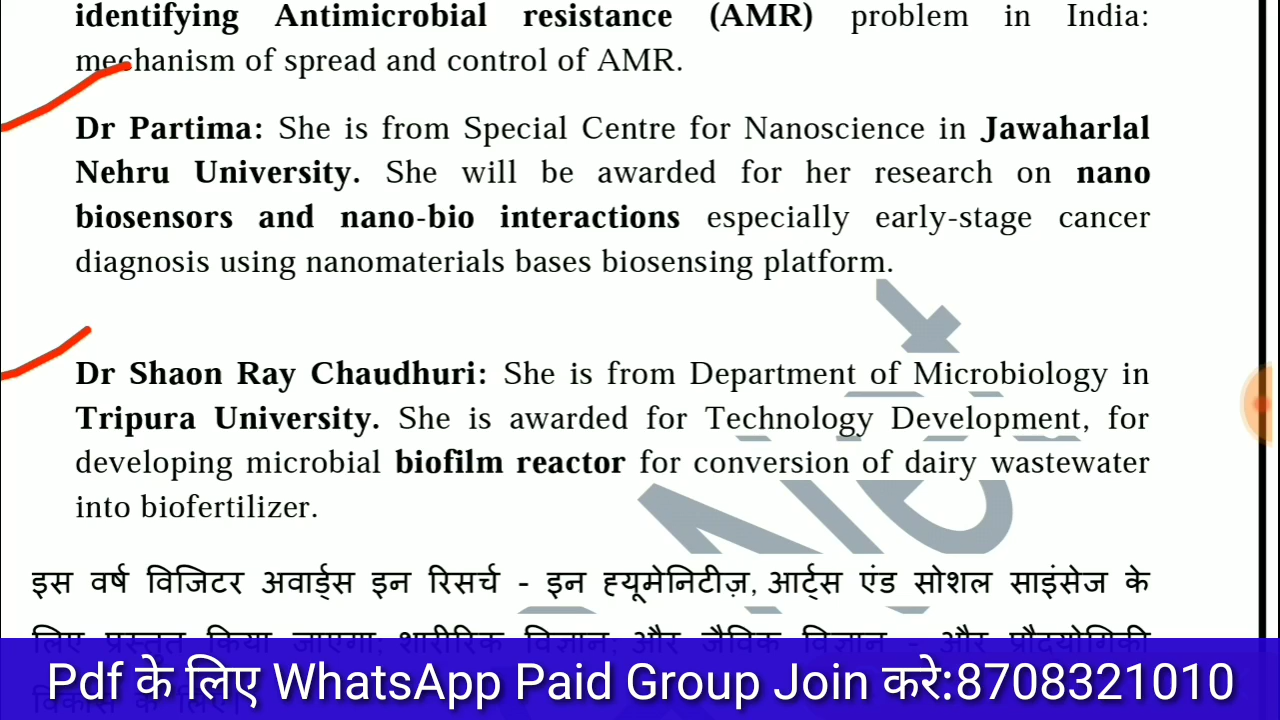 identifying Antimicrobial resistance (AMR) problem in India:
mechanism of spread and control of AMR.
Dr Partima: She is from Special Centre for Nanoscience in Jawaharlal
Nehru University. She will be awarded for her research on nano
biosensors and nano-bio interactions especially early-stage cancer
diagnosis using nanomaterials bases biosensing platform.
Dr Shaon Ray Chaudhuri: She is from Department of Microbiology in
Tripura University. She is awarded for Technology Development, for
developing microbial biofilm reactor for conversion of dairy wastewater
into biofertilizer.
इस वर्ष विजिटर अवार्ड्स इन रिसर्च - इन ह्यूमेनिटीज़, आर्ट्स एंड सोशल साइंसेज के
लिए प्रस्तुत किया जाएगा; शारीरिक विज्ञान; और जैविक विज्ञान - और प्रौद्योगिकी
विकास के लिए।
Pdf के लिए WhatsApp Paid Group Join करे:8708321010